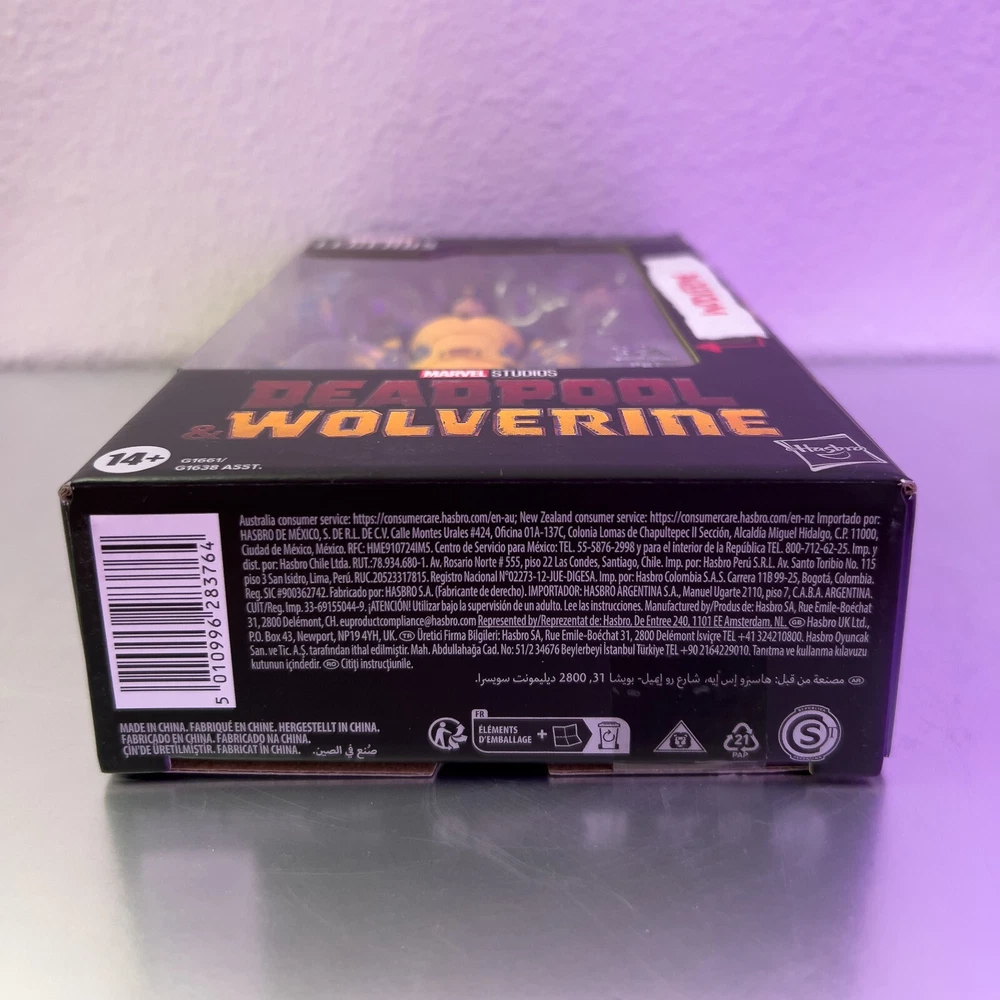 LEGENDS
MARVEL STUDIOS
DEADPOOL
& WOLVERINE
14+
G1661/
G1638 ASST.
Hasbro
Australia consumer service: https://consumercare.hasbro.com/en-au; New Zealand consumer service: https://consumercare.hasbro.com/en-nz Importado por:
HASBRO DE MÉXICO, S. DE R.L. DE C.V. Calle Montes Urales #424, Oficina 01A-137C, Colonia Lomas de Chapultepec II Sección, Alcaldía Miguel Hidalgo, C.P. 11000,
Ciudad de México, México. RFC: HME910724IM5. Centro de Servicio para México: TEL. 55-5876-2998 y para el interior de la República TEL. 800-712-62-25. Imp. y
dist. por: Hasbro Chile Ltda. RUT.:78.934.680-1. Av. Rosario Norte # 555, piso 22 Las Condes, Santiago, Chile. Imp. por: Hasbro Perú S.R.L. Av. Santo Toribio No. 115
piso 3 San Isidro, Lima, Perú. RUC.20523317815. Registro Nacional N°02273-12-JUE-DIGESA. Imp. por: Hasbro Colombia S.A.S. Carrera 11B 99-25, Bogotá, Colombia.
Reg. SIC #900362742. Fabricado por: HASBRO S.A. (Fabricante de derecho). IMPORTADOR: HASBRO ARGENTINA S.A., Manuel Ugarte 2110, piso 7, C.A.B.A. ARGENTINA.
CUIT/Reg. Imp. 33-69155044-9. ¡ATENCIÓN! Utilizar bajo la supervisión de un adulto. Lee las instrucciones. Manufactured by/Produs de: Hasbro SA, Rue Emile-Boéchat
31, 2800 Delémont, CH. euproductcompliance@hasbro.com Represented by/Reprezentat de: Hasbro, De Entree 240, 1101 EE Amsterdam, NL. GB Hasbro UK Ltd.,
P.O. Box 43, Newport, NP19 4YH, UK. TR Üretici Firma Bilgileri: Hasbro SA, Rue Emile-Boéchat 31, 2800 Delémont İsviçre TEL +41 324210800. Hasbro Oyuncak
San. ve Tic. A.Ş. tarafından ithal edilmiştir. Mah. Abdullahağa Cad. No: 51/2 34676 Beylerbeyi İstanbul Türkiye TEL +90 2164229010. Tanıtma ve kullanma kılavuzu
kutunun içindedir. RO Citiți instrucțiunile.
AR مصنعة من قبل: هاسبرو إس إيه، شارع رو إميل- بويشا 31, 2800 ديليمونت سويسرا.
5 010996 283764
MADE IN CHINA. FABRIQUÉ EN CHINE. HERGESTELLT IN CHINA.
FABRICADO EN CHINA. FABRICADO NA CHINA.
ÇİN'DE ÜRETİLMİŞTİR. FABRICAT ÎN CHINA. صُنع في الصين.
FR
ÉLÉMENTS
D'EMBALLAGE +
21
PAP
S